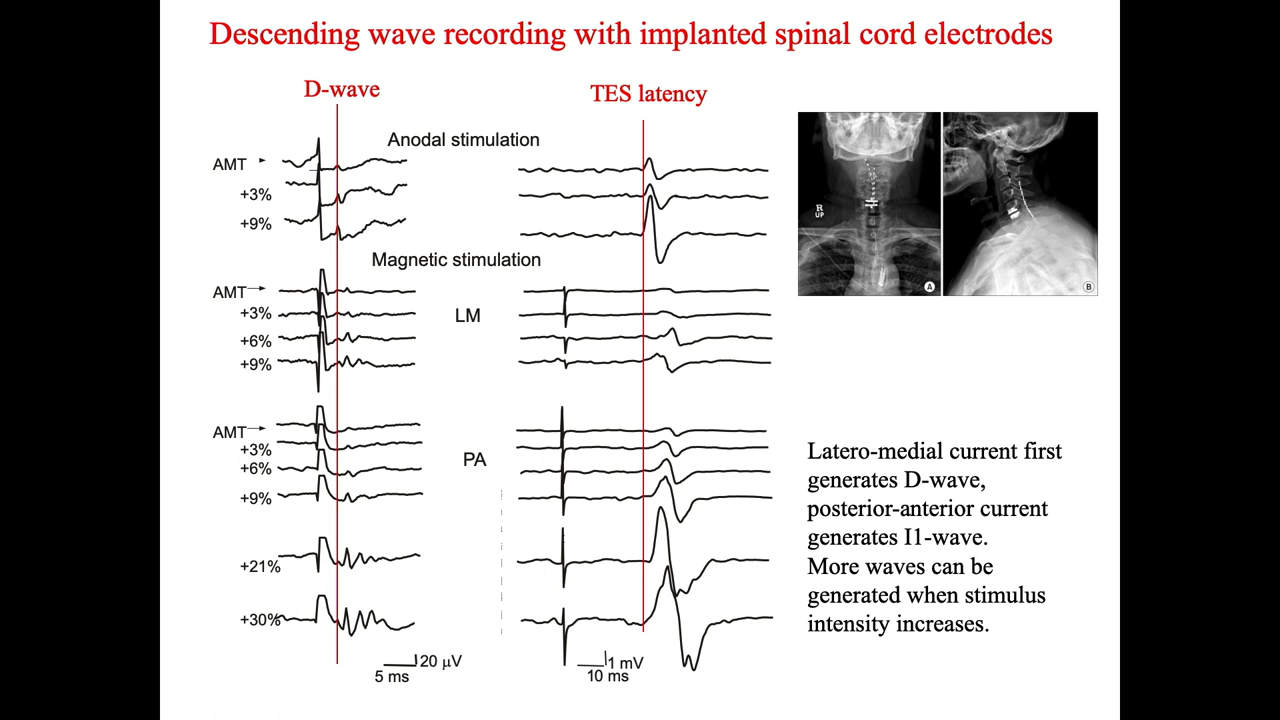 Descending wave recording with implanted spinal cord electrodes
D-wave
TES latency
Anodal stimulation
AMT
+3%
+9%
Magnetic stimulation
AMT
+3%
LM
+6%
+9%
AMT
+3%
PA
+6%
+9%
+21%
+30%
20 μV
5 ms
1 mV
10 ms
R
UP
A
B
Latero-medial current first
generates D-wave,
posterior-anterior current
generates I1-wave.
More waves can be
generated when stimulus
intensity increases.